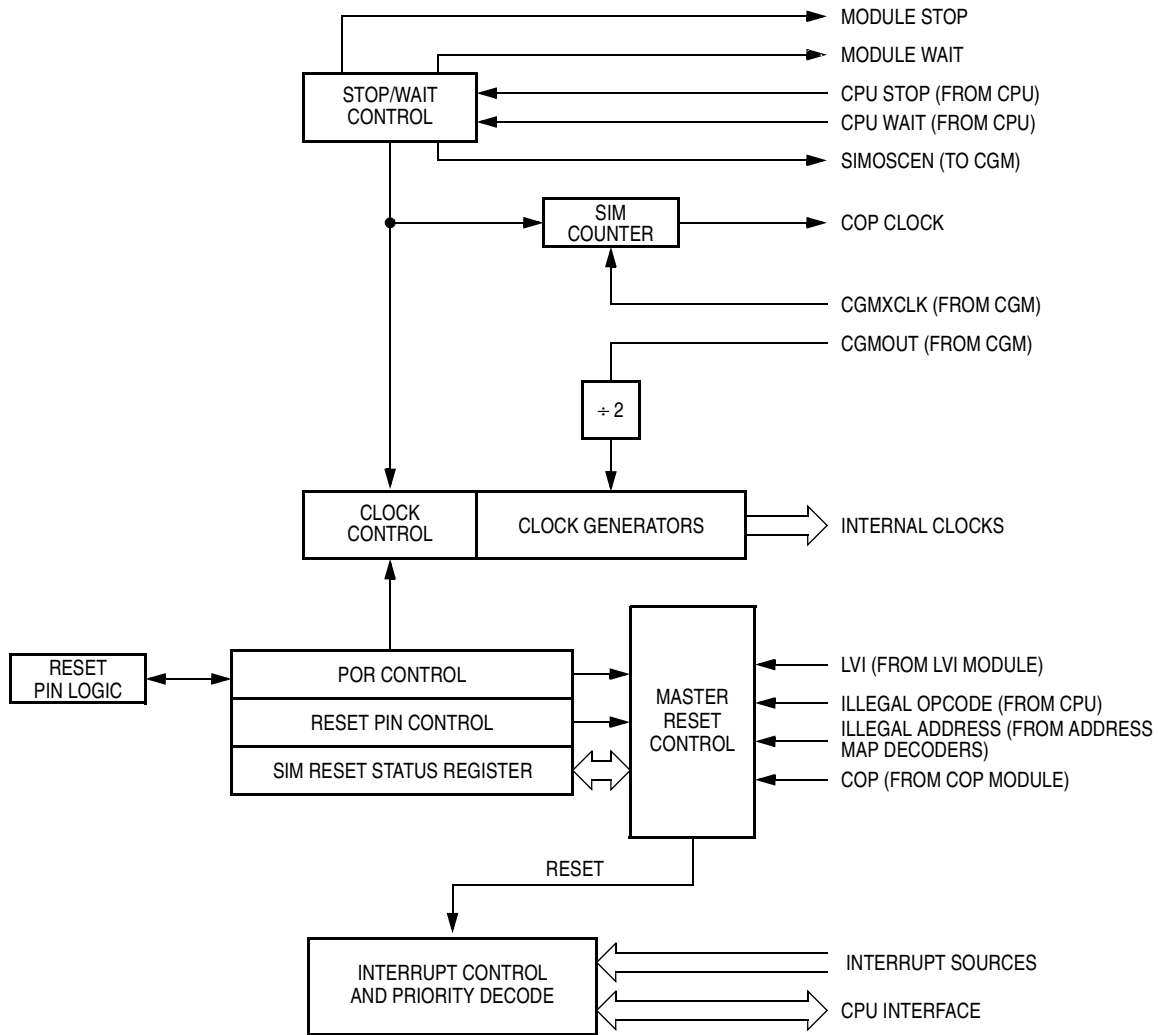 MODULE STOP
MODULE WAIT
STOP/WAIT
CONTROL
CPU STOP (FROM CPU)
CPU WAIT (FROM CPU)
SIMOSCEN (TO CGM)
SIM
COUNTER
COP CLOCK
CGMXCLK (FROM CGM)
CGMOUT (FROM CGM)
÷ 2
CLOCK
CONTROL
CLOCK GENERATORS
INTERNAL CLOCKS
RESET
PIN LOGIC
POR CONTROL
RESET PIN CONTROL
SIM RESET STATUS REGISTER
MASTER
RESET
CONTROL
LVI (FROM LVI MODULE)
ILLEGAL OPCODE (FROM CPU)
ILLEGAL ADDRESS (FROM ADDRESS
MAP DECODERS)
COP (FROM COP MODULE)
RESET
INTERRUPT CONTROL
AND PRIORITY DECODE
INTERRUPT SOURCES
CPU INTERFACE